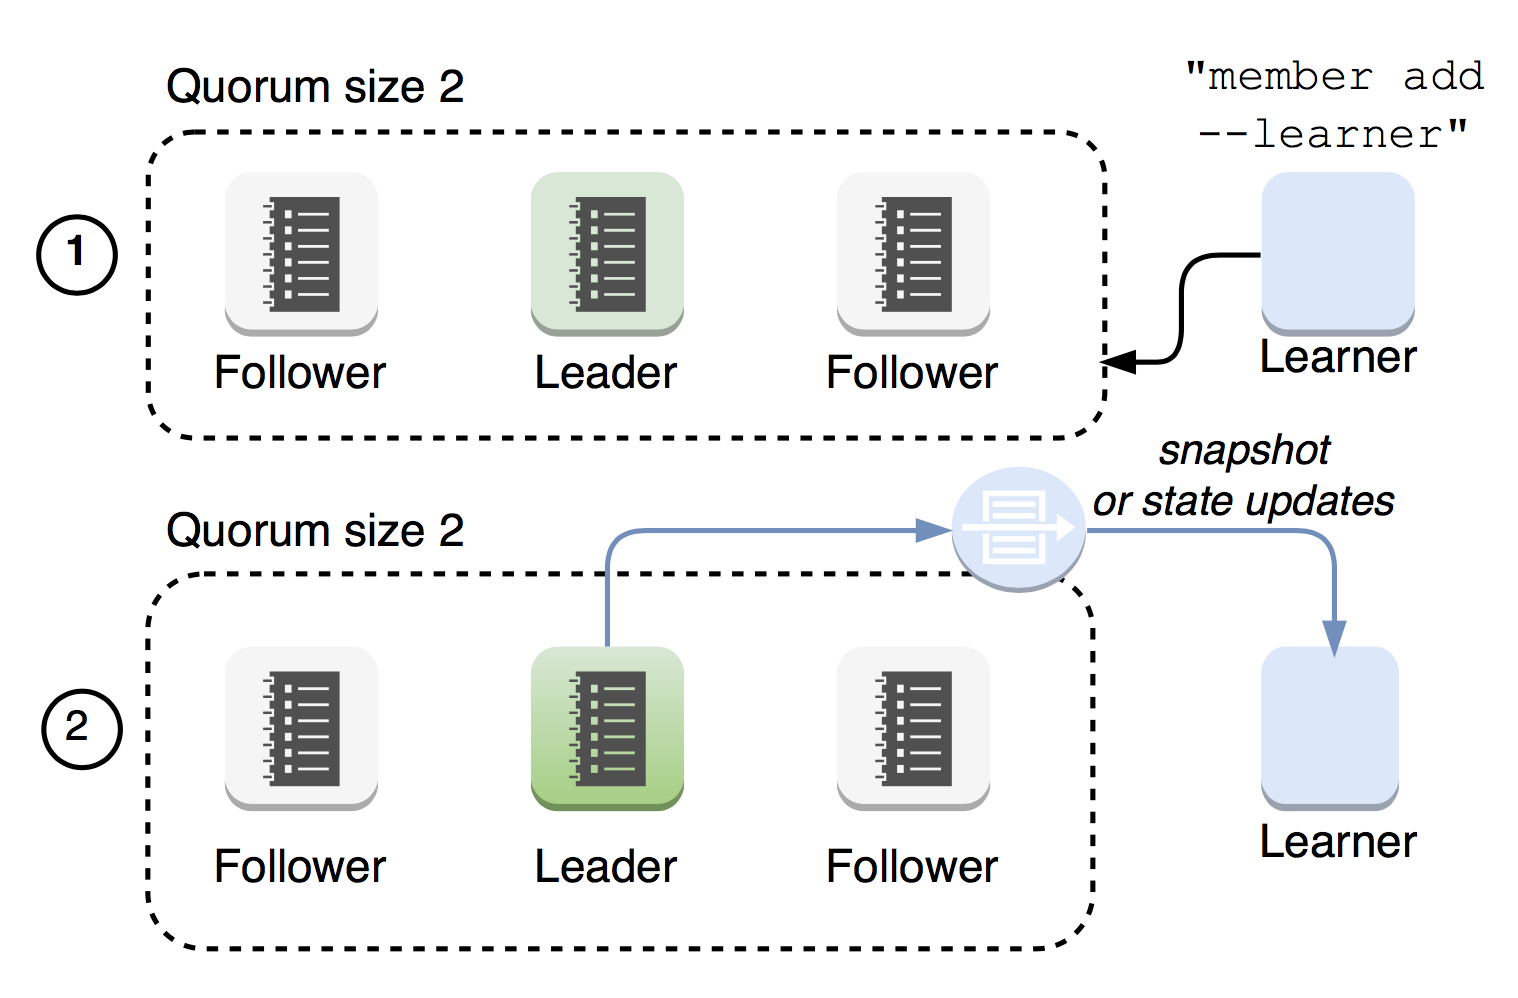 Quorum size 2
"member add
--learner"
1
Follower
Leader
Follower
Learner
snapshot
or state updates
Quorum size 2
2
Follower
Leader
Follower
Learner